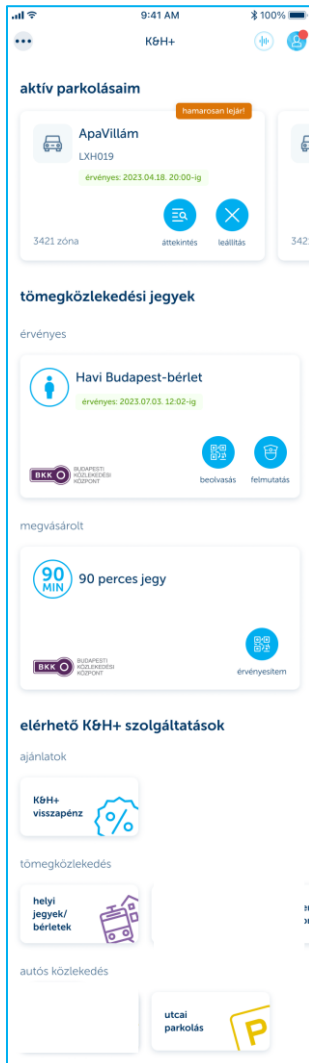 9:41 AM
100%
K&H+
aktív parkolásaim
hamarosan lejár!
ApaVillám
LXH019
érvényes: 2023.04.18. 20:00-ig
3421 zóna
áttekintés
leállítás
342
tömegközlekedési jegyek
érvényes
Havi Budapest-bérlet
érvényes: 2023.07.03. 12:02-ig
BKK
BUDAPESTI
KÖZLEKEDÉSI
KÖZPONT
beolvasás
felmutatás
megvásárolt
90
MIN
90 perces jegy
BKK
BUDAPESTI
KÖZLEKEDÉSI
KÖZPONT
érvényesítem
elérhető K&H+ szolgáltatások
ajánlatok
K&H+
visszapénz
%
tömegközlekedés
helyi
jegyek/
bérletek
autós közlekedés
utcai
parkolás
P